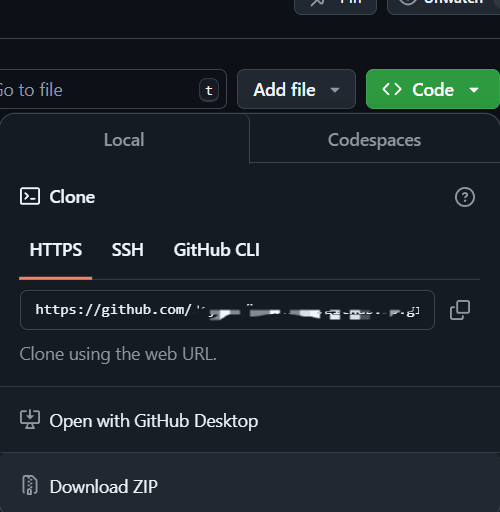 Pin Unwatch
Go to file t Add file Code
Local Codespaces
Clone
HTTPS SSH GitHub CLI
https://github.com/
Clone using the web URL.
Open with GitHub Desktop
Download ZIP